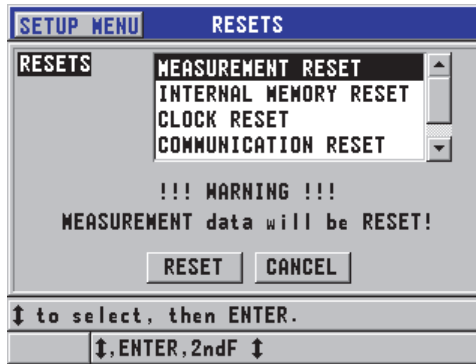 SETUP MENU RESETS
RESETS
MEASUREMENT RESET
INTERNAL MEMORY RESET
CLOCK RESET
COMMUNICATION RESET
!!! WARNING !!!
MEASUREMENT data will be RESET!
RESET CANCEL
↕ to select, then ENTER.
↕,ENTER,2ndF ↕